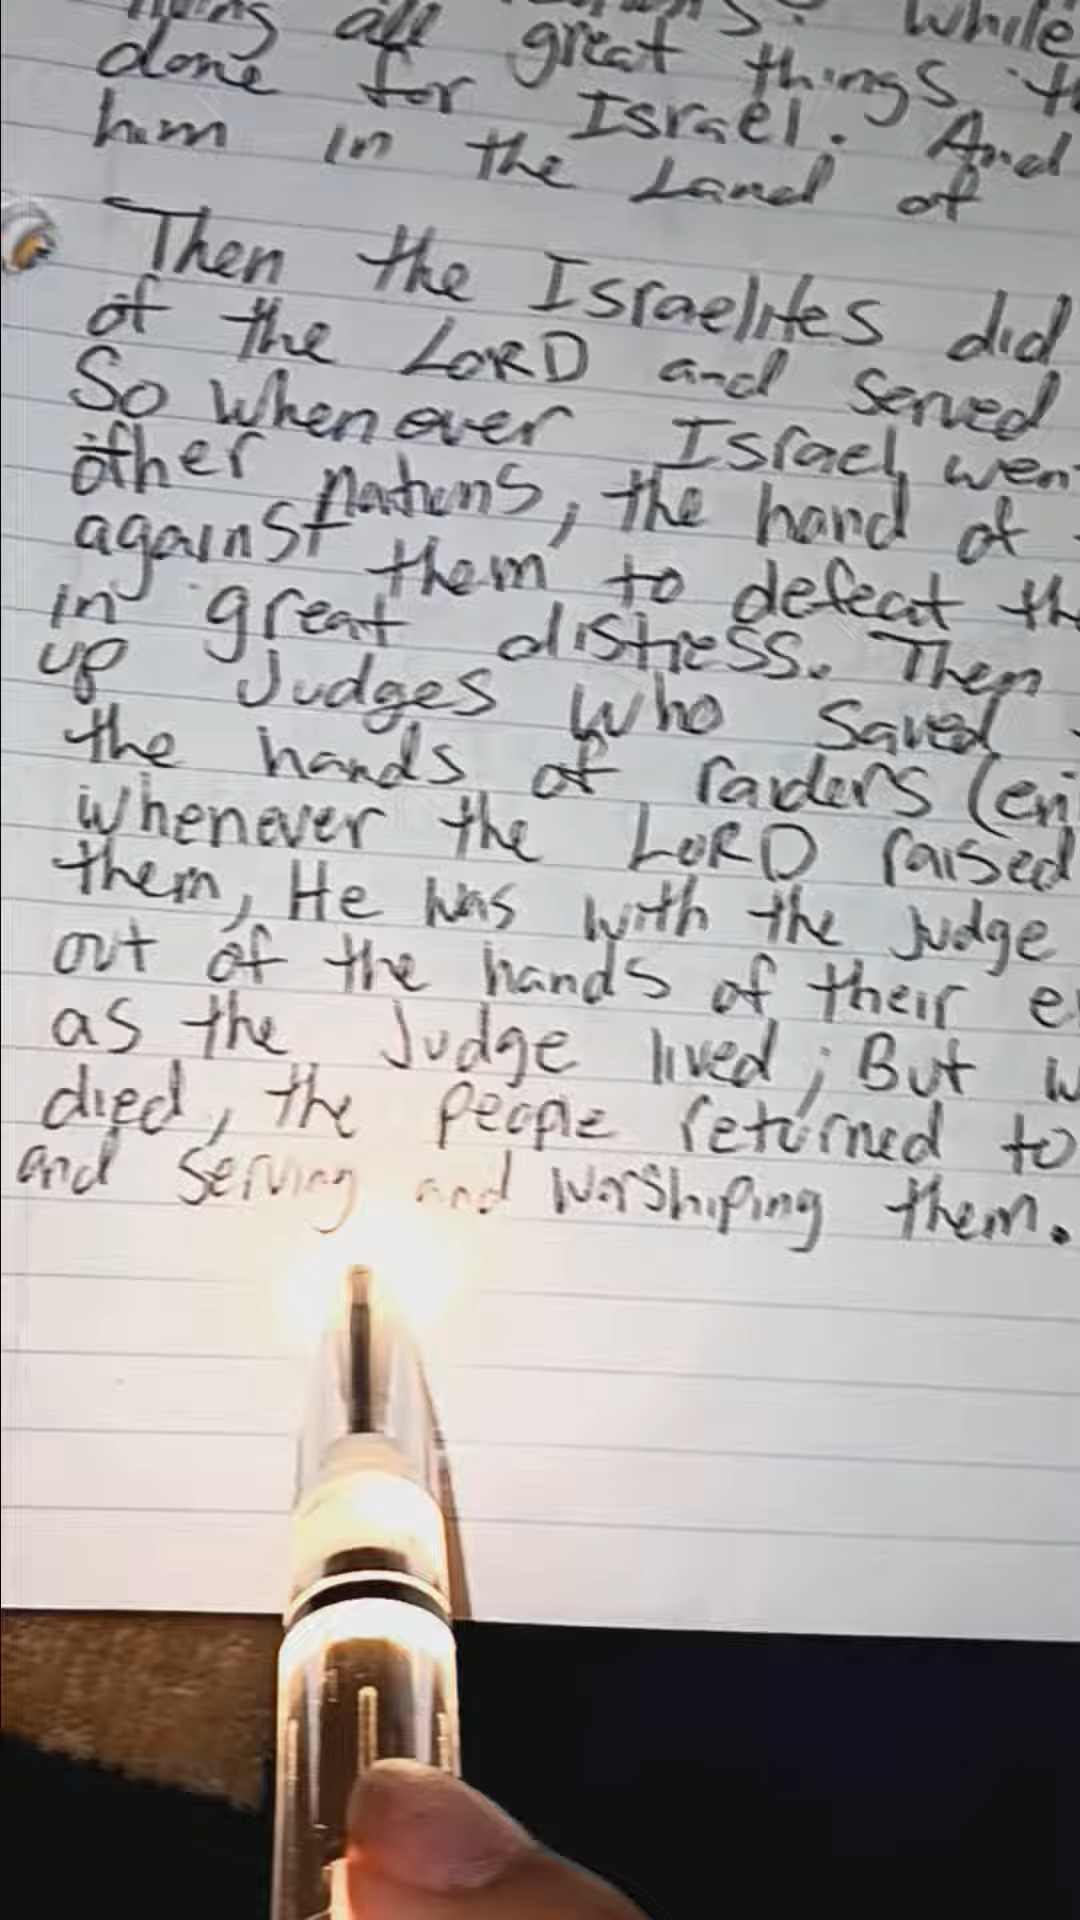 all great things
done for Israel. And
him in the Land of
Then the Israelites did
of the LORD and served
So whenever Israel went
other nations, the hand of
against them to defeat
in great distress. Then
up Judges who saved
the hands of raiders (
whenever the LORD raised
them, He was with the judge
out of the hands of their
as the Judge lived; But
died, the people returned to
and serving and worshiping them.